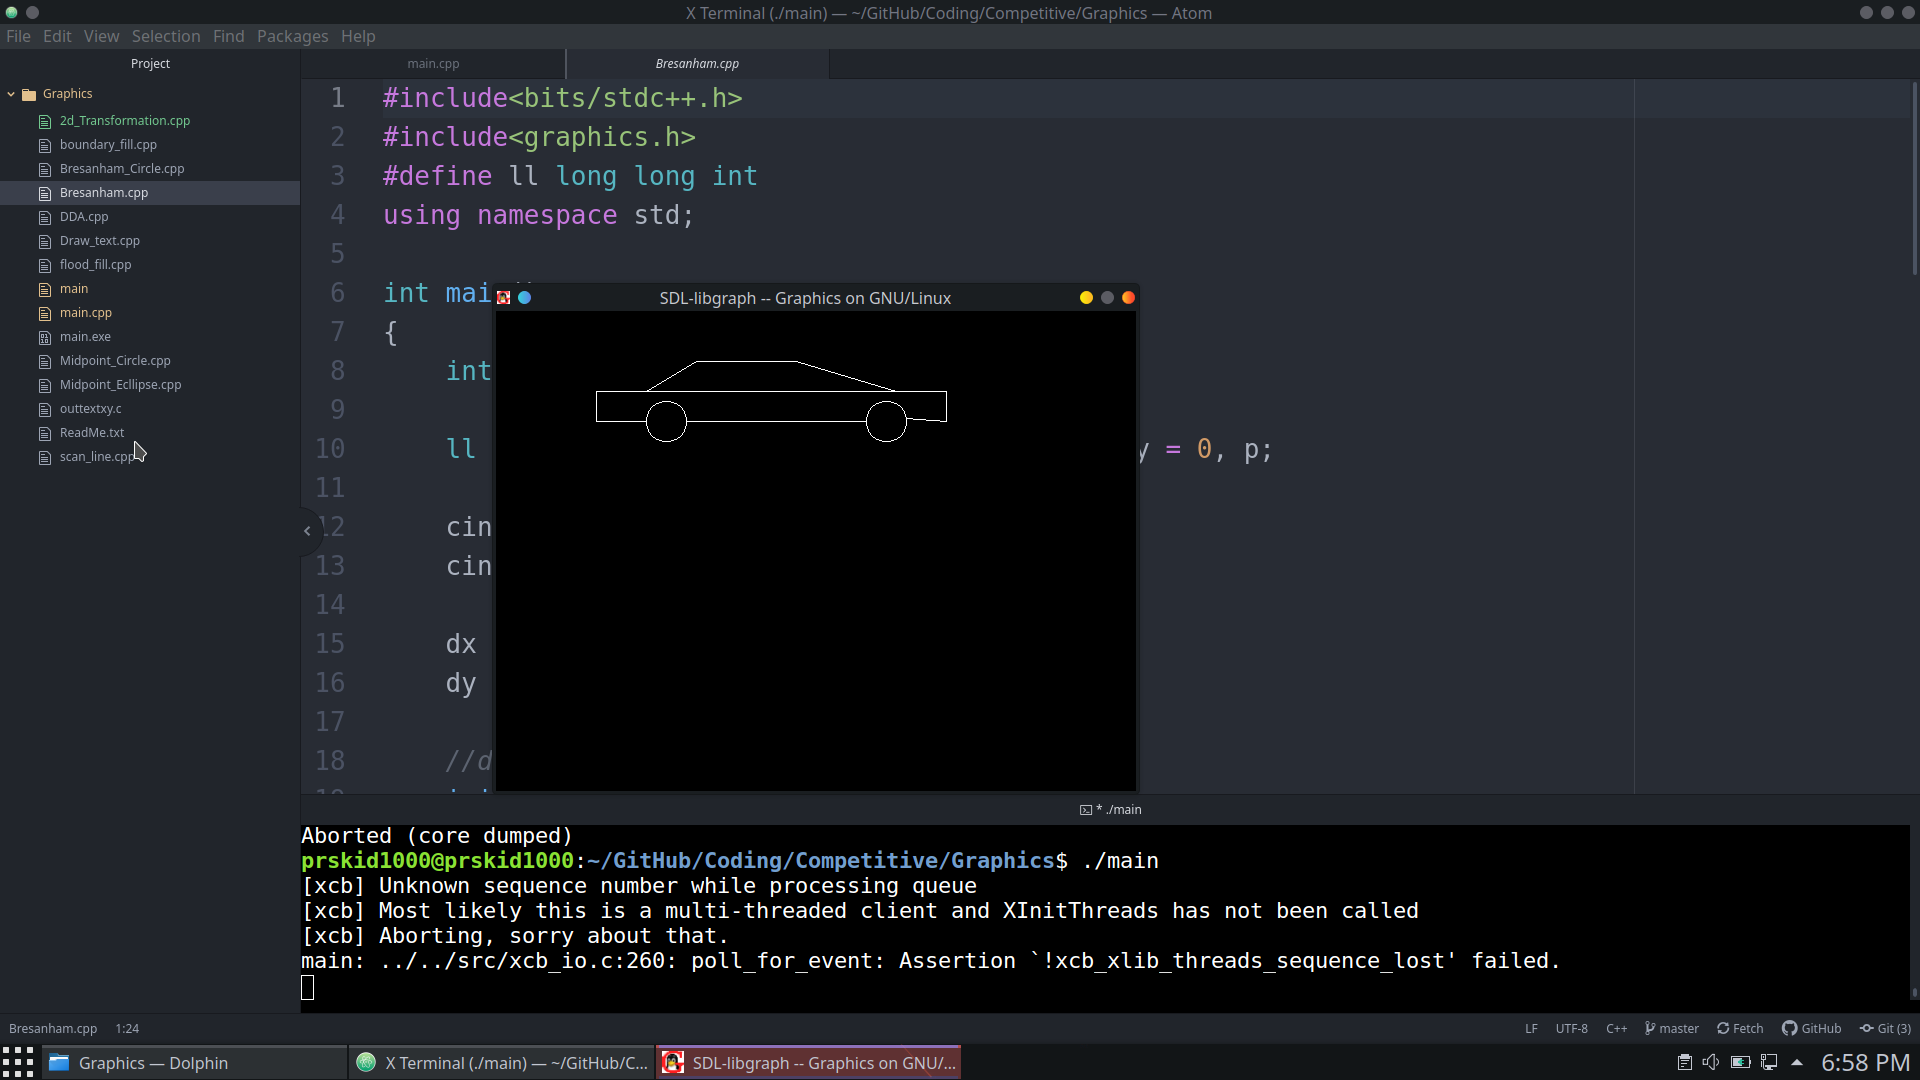 X Terminal (./main) — ~/GitHub/Coding/Competitive/Graphics — Atom
File Edit View Selection Find Packages Help
Project
main.cpp
Bresanham.cpp
Graphics
2d_Transformation.cpp
boundary_fill.cpp
Bresanham_Circle.cpp
Bresanham.cpp
DDA.cpp
Draw_text.cpp
flood_fill.cpp
main
main.cpp
main.exe
Midpoint_Circle.cpp
Midpoint_Ecllipse.cpp
outtextxy.c
ReadMe.txt
scan_line.cpp
1 #include<bits/stdc++.h>
2 #include<graphics.h>
3 #define ll long long int
4 using namespace std;
5
6 int mai
7 {
8 int
9
10 ll y = 0, p;
11
12 cin
13 cin
14
15 dx
16 dy
17
18 //d
SDL-libgraph -- Graphics on GNU/Linux
* ./main
Aborted (core dumped)
prskid1000@prskid1000:~/GitHub/Coding/Competitive/Graphics$ ./main
[xcb] Unknown sequence number while processing queue
[xcb] Most likely this is a multi-threaded client and XInitThreads has not been called
[xcb] Aborting, sorry about that.
main: ../../src/xcb_io.c:260: poll_for_event: Assertion `!xcb_xlib_threads_sequence_lost' failed.
Bresanham.cpp 1:24 LF UTF-8 C++ master Fetch GitHub Git (3)
Graphics — Dolphin
X Terminal (./main) — ~/GitHub/C...
SDL-libgraph -- Graphics on GNU/...
6:58 PM